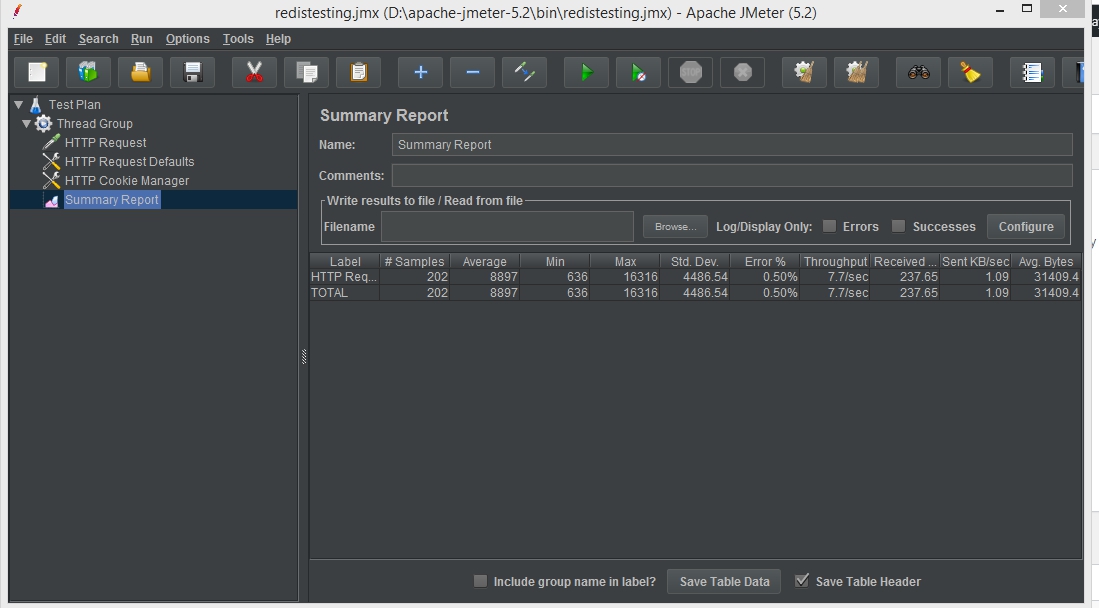 redistesting.jmx (D:\apache-jmeter-5.2\bin\redistesting.jmx) - Apache JMeter (5.2)
File Edit Search Run Options Tools Help
STOP
Test Plan
Thread Group
HTTP Request
HTTP Request Defaults
HTTP Cookie Manager
Summary Report
Summary Report
Name: Summary Report
Comments:
Write results to file / Read from file
Filename Browse... Log/Display Only: Errors Successes Configure
Label # Samples Average Min Max Std. Dev. Error % Throughput Received ... Sent KB/sec Avg. Bytes
HTTP Req... 202 8897 636 16316 4486.54 0.50% 7.7/sec 237.65 1.09 31409.4
TOTAL 202 8897 636 16316 4486.54 0.50% 7.7/sec 237.65 1.09 31409.4
Include group name in label? Save Table Data Save Table Header